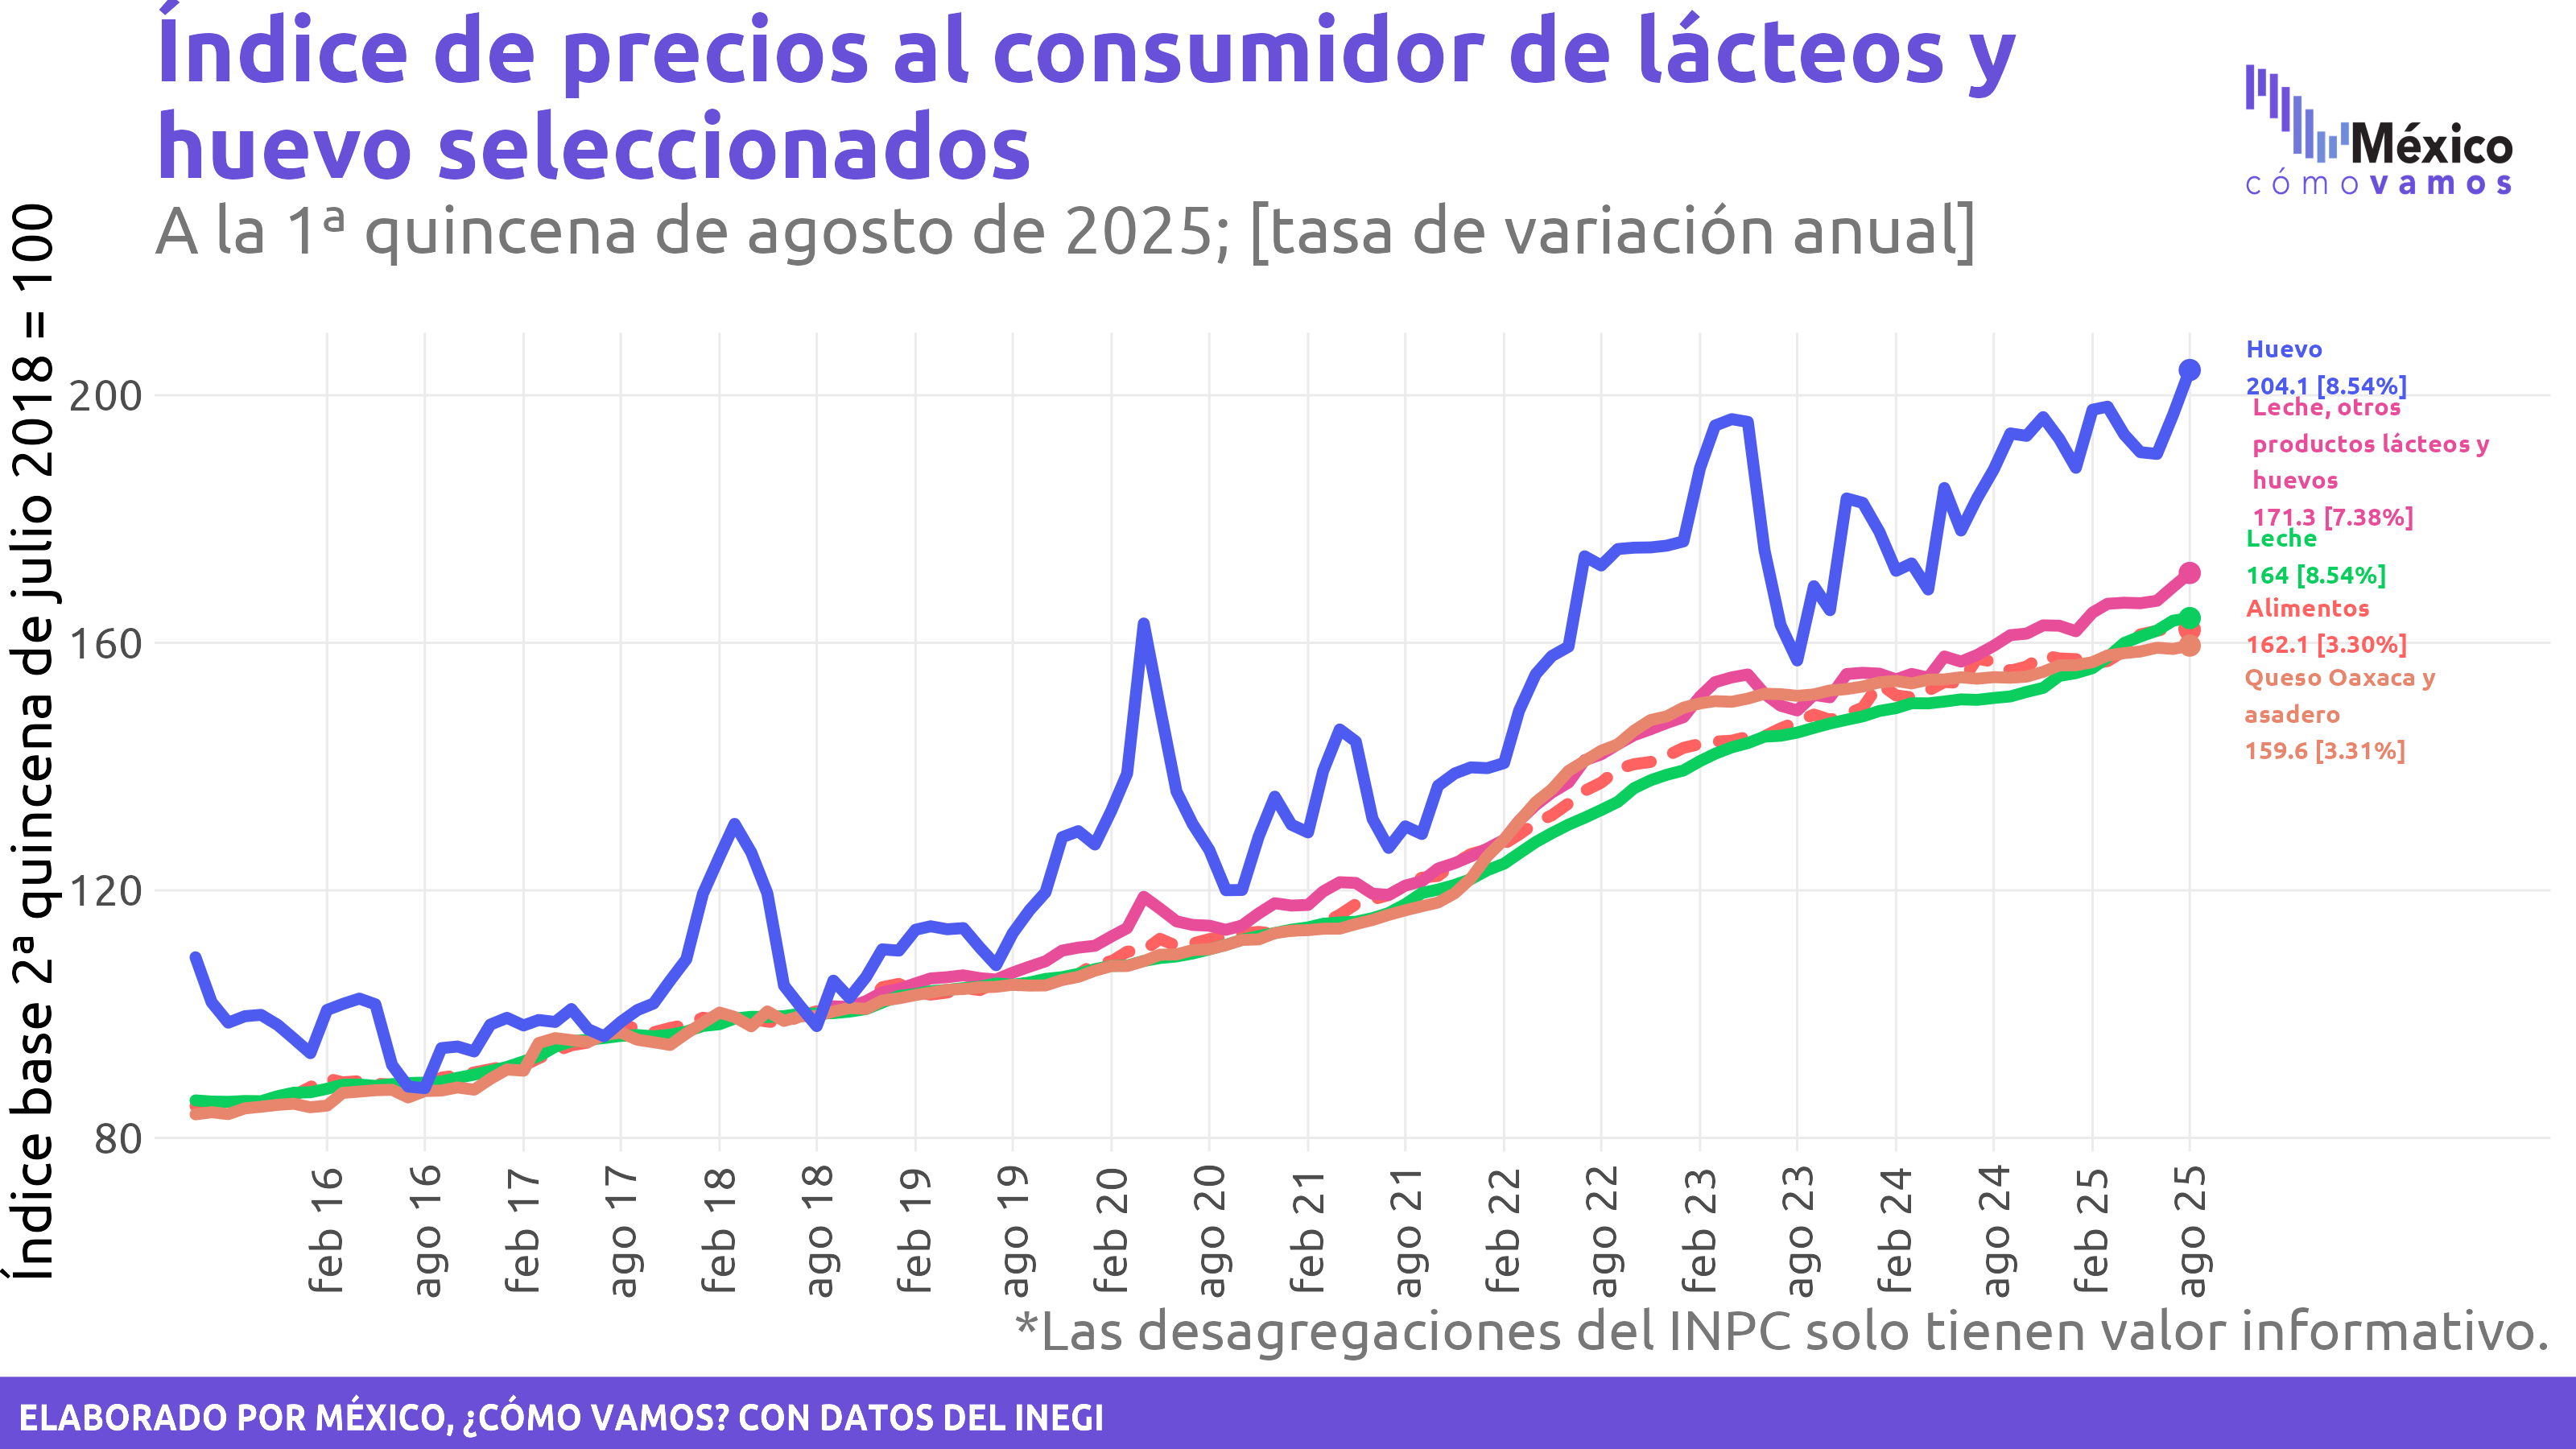 Índice de precios al consumidor de lácteos y
huevo seleccionados
A la 1ª quincena de agosto de 2025; [tasa de variación anual]
México
cómo vamos
Índice base 2ª quincena de julio 2018 = 100
200
160
120
80
Huevo
204.1 [8.54%]
Leche, otros
productos lácteos y
huevos
171.3 [7.38%]
Leche
164 [8.54%]
Alimentos
162.1 [3.30%]
Queso Oaxaca y
asadero
159.6 [3.31%]
feb 16
ago 16
feb 17
ago 17
feb 18
ago 18
feb 19
ago 19
feb 20
ago 20
feb 21
ago 21
feb 22
ago 22
feb 23
ago 23
feb 24
ago 24
feb 25
ago 25
*Las desagregaciones del INPC solo tienen valor informativo.
ELABORADO POR MÉXICO, ¿CÓMO VAMOS? CON DATOS DEL INEGI